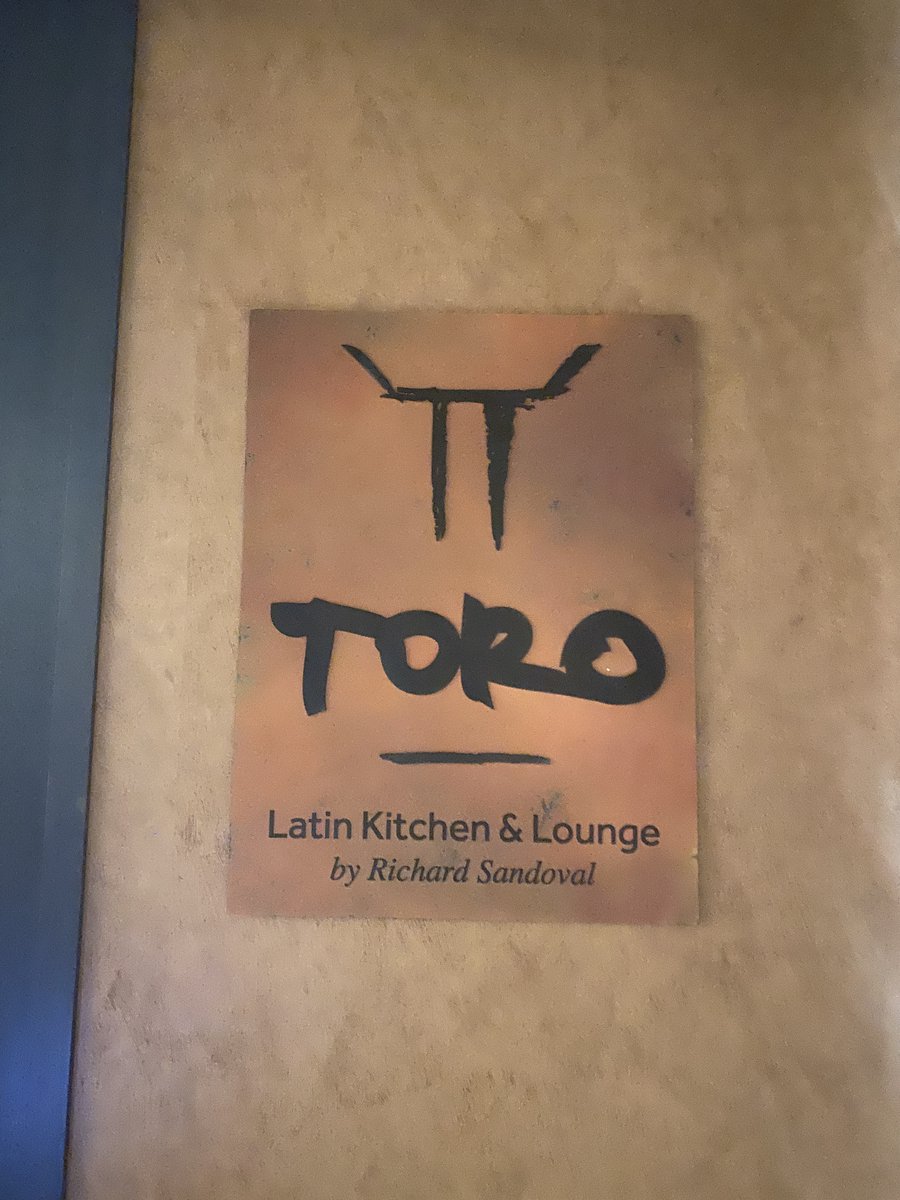 TORO
Latin Kitchen & Lounge
by Richard Sandoval